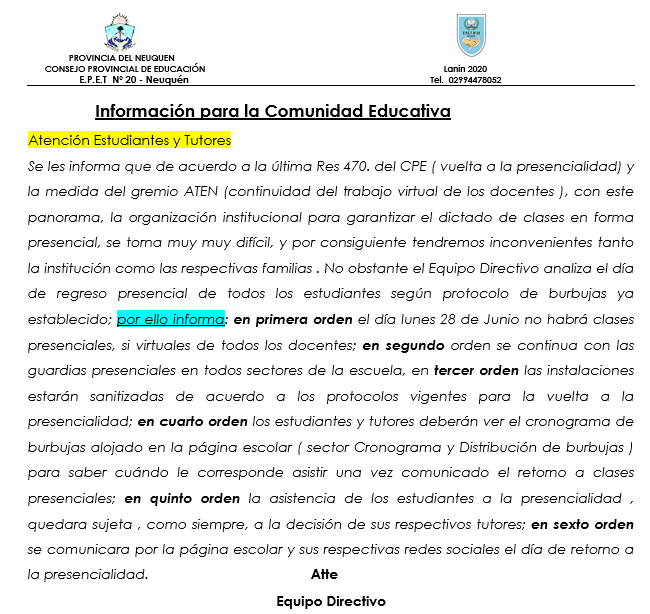 PROVINCIA DEL NEUQUEN
CONSEJO PROVINCIAL DE EDUCACIÓN
E.P.E.T Nº 20 - Neuquén
Lanin 2020
Tel. 02994478052
Información para la Comunidad Educativa
Atención Estudiantes y Tutores
Se les informa que de acuerdo a la última Res 470. del CPE ( vuelta a la presencialidad) y
la medida del gremio ATEN (continuidad del trabajo virtual de los docentes ), con este
panorama, la organización institucional para garantizar el dictado de clases en forma
presencial, se torna muy muy difícil, y por consiguiente tendremos inconvenientes tanto
la institución como las respectivas familias . No obstante el Equipo Directivo analiza el día
de regreso presencial de todos los estudiantes según protocolo de burbujas ya
establecido; por ello informa: en primera orden el día lunes 28 de Junio no habrá clases
presenciales, si virtuales de todos los docentes; en segundo orden se continua con las
guardias presenciales en todos sectores de la escuela, en tercer orden las instalaciones
estarán sanitizadas de acuerdo a los protocolos vigentes para la vuelta a la
presencialidad; en cuarto orden los estudiantes y tutores deberán ver el cronograma de
burbujas alojado en la página escolar ( sector Cronograma y Distribución de burbujas )
para saber cuándo le corresponde asistir una vez comunicado el retorno a clases
presenciales; en quinto orden la asistencia de los estudiantes a la presencialidad ,
quedara sujeta , como siempre, a la decisión de sus respectivos tutores; en sexto orden
se comunicara por la página escolar y sus respectivas redes sociales el día de retorno a
la presencialidad. Atte
Equipo Directivo